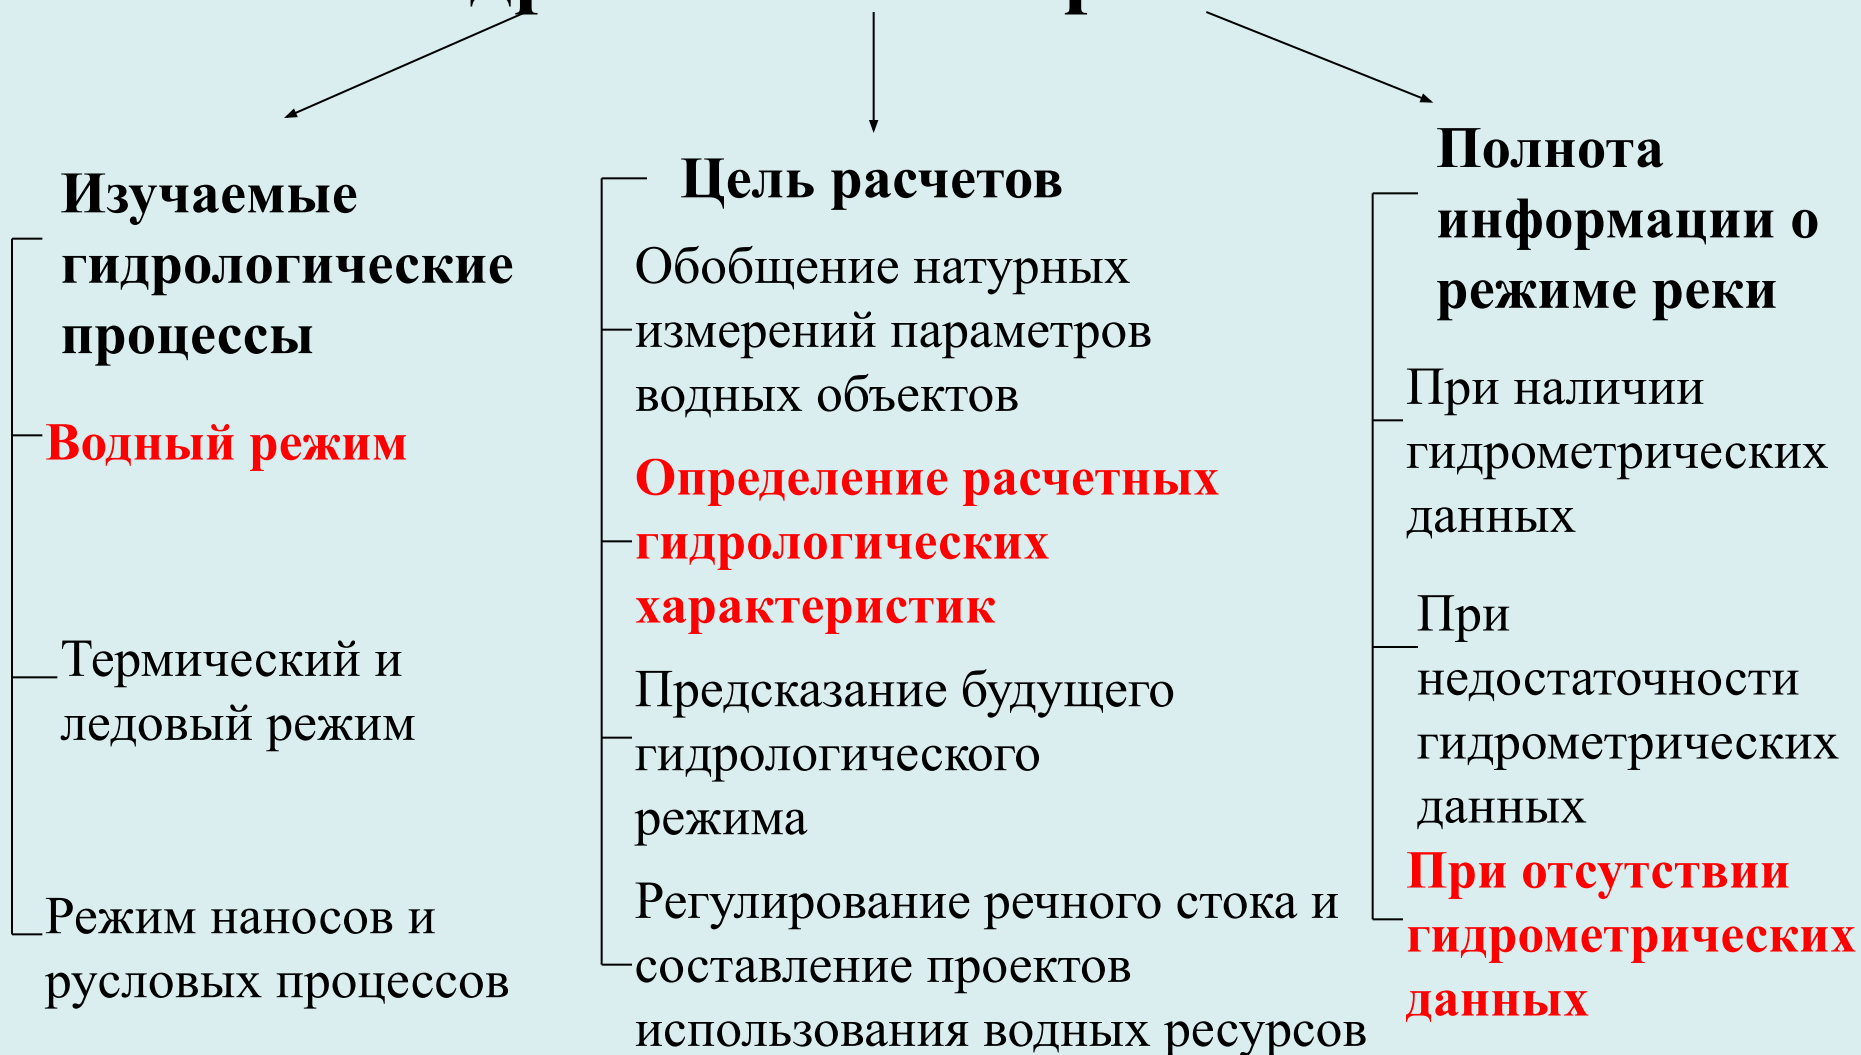 Изучаемые
гидрологические
процессы
Водный режим
Термический и
ледовый режим
Режим наносов и
русловых процессов
Цель расчетов
Обобщение натурных
измерений параметров
водных объектов
Определение расчетных
гидрологических
характеристик
Предсказание будущего
гидрологического
режима
Регулирование речного стока и
составление проектов
использования водных ресурсов
Полнота
информации о
режиме реки
При наличии
гидрометрических
данных
При
недостаточности
гидрометрических
данных
При отсутствии
гидрометрических
данных